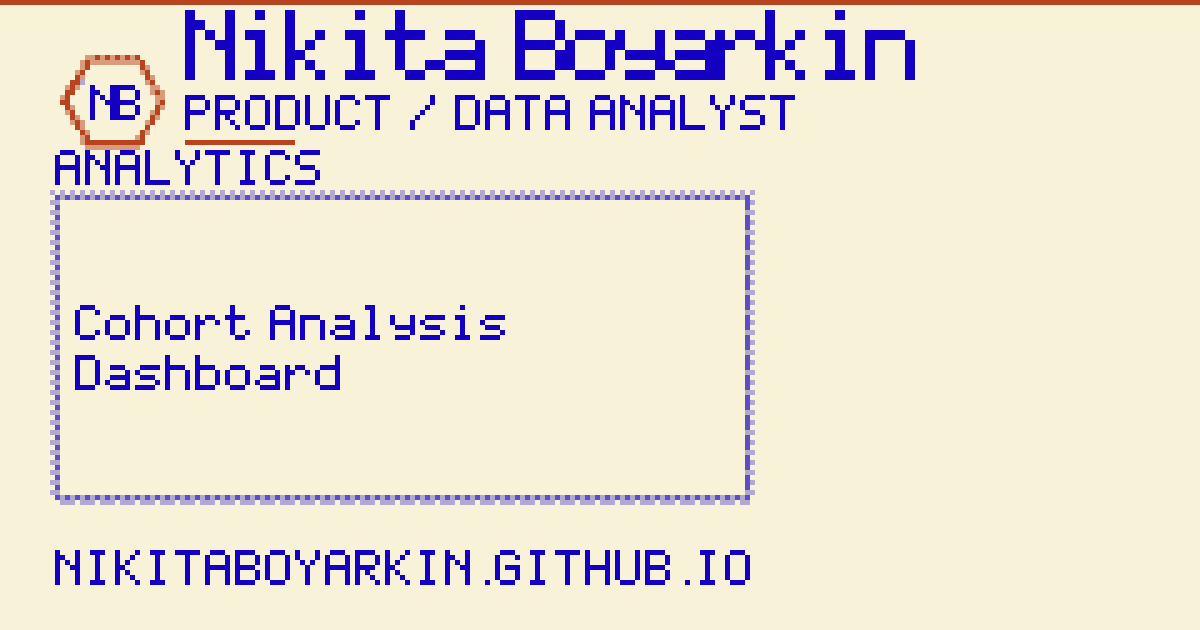 Nikita Boyarkin
NB
PRODUCT / DATA ANALYST
ANALYTICS
Cohort Analysis
Dashboard
NIKITABOYARKIN.GITHUB.IO